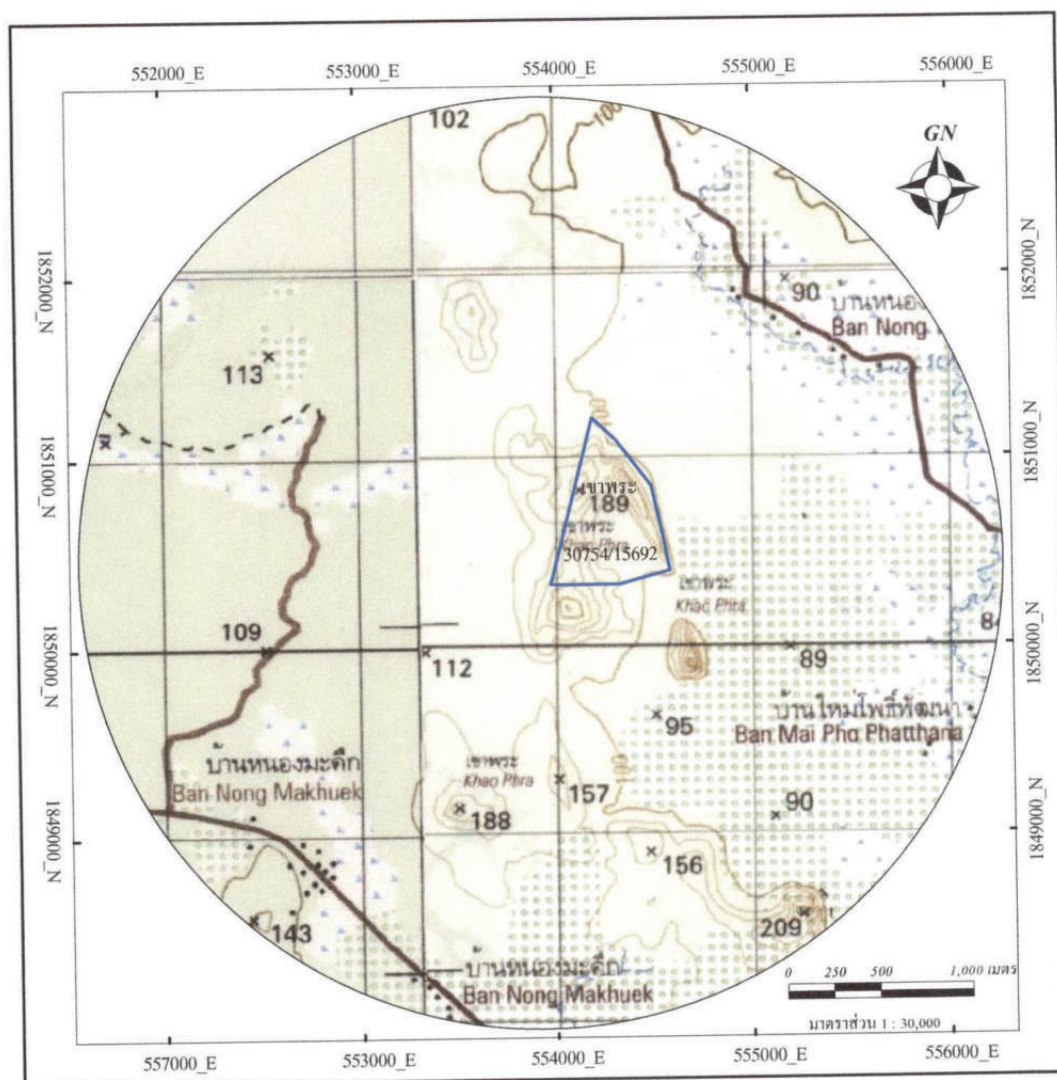 552000_E 553000_E 554000_E 555000_E 556000_E
GN
102
100
1852000_N
1852000_N
90
บ้านหนอง
Ban Nong
113
100
1851000_N
1851000_N
เขาพระ
189
เขาพระ
Khao Phra
30754/15692
เขาพระ
Khao Phra
109
112
89
1850000_N
1850000_N
95
บ้านใหม่โพธิ์พัฒนา
Ban Mai Pho Phatthana
บ้านหนองมะคึก
Ban Nong Makhuek
เขาพระ
Khao Phra
157
100
188
90
1849000_N
1849000_N
156
143
209
บ้านหนองมะคึก
Ban Nong Makhuek
0 250 500 1,000 เมตร
มาตราส่วน 1 : 30,000
557000_E 553000_E 554000_E 555000_E 556000_E